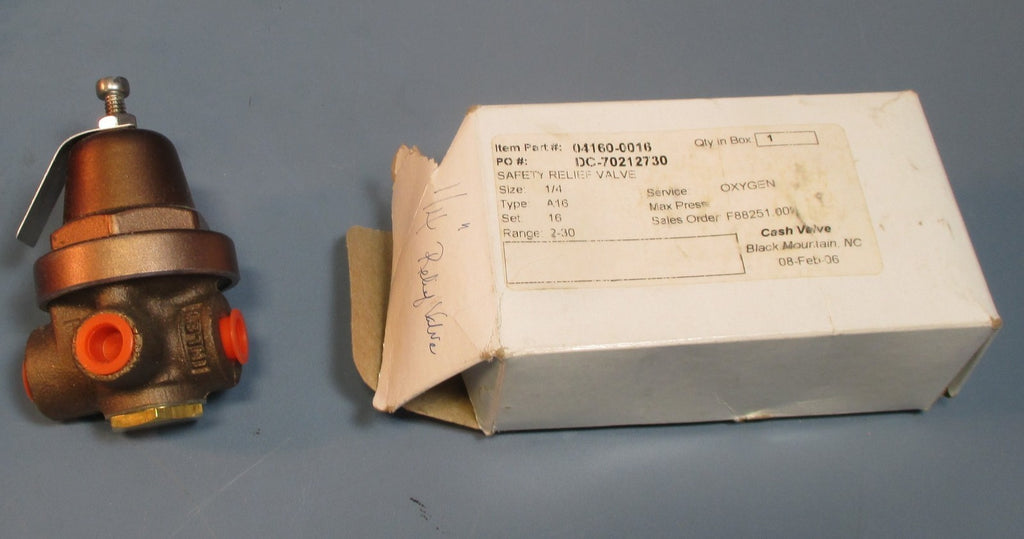 Item Part #: 04160-0016
Qty in Box 1
PO #: DC-70212730
SAFETY RELIEF VALVE
Size: 1/4
Service OXYGEN
Type: A16
Max Press
Set: 16
Sales Order F88251.00
Range: 2-30
Cash Valve
Black Mountain, NC
08-Feb-06
1/4" Relief Valve